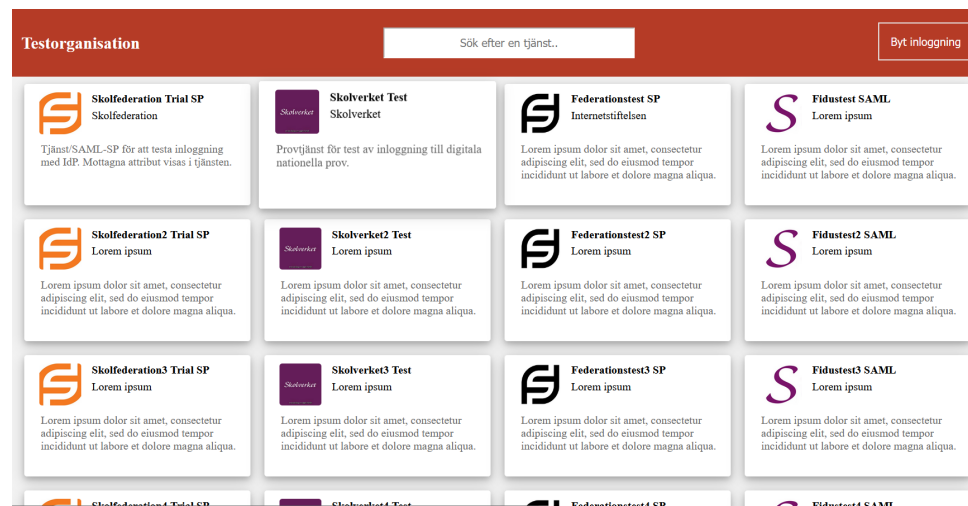 Testorganisation
Sök efter en tjänst..
Byt inloggning
Skolfederation Trial SP
Skolfederation
Tjänst/SAML-SP för att testa inloggning
med IdP. Mottagna attribut visas i tjänsten.
Skolverket
Skolverket Test
Skolverket
Provtjänst för test av inloggning till digitala
nationella prov.
Federationstest SP
Internetstiftelsen
Lorem ipsum dolor sit amet, consectetur
adipiscing elit, sed do eiusmod tempor
incididunt ut labore et dolore magna aliqua.
S
Fidustest SAML
Lorem ipsum
Lorem ipsum dolor sit amet, consectetur
adipiscing elit, sed do eiusmod tempor
incididunt ut labore et dolore magna aliqua.
Skolfederation2 Trial SP
Lorem ipsum
Lorem ipsum dolor sit amet, consectetur
adipiscing elit, sed do eiusmod tempor
incididunt ut labore et dolore magna aliqua.
Skolverket
Skolverket2 Test
Lorem ipsum
Lorem ipsum dolor sit amet, consectetur
adipiscing elit, sed do eiusmod tempor
incididunt ut labore et dolore magna aliqua.
Federationstest2 SP
Lorem ipsum
Lorem ipsum dolor sit amet, consectetur
adipiscing elit, sed do eiusmod tempor
incididunt ut labore et dolore magna aliqua.
S
Fidustest2 SAML
Lorem ipsum
Lorem ipsum dolor sit amet, consectetur
adipiscing elit, sed do eiusmod tempor
incididunt ut labore et dolore magna aliqua.
Skolfederation3 Trial SP
Lorem ipsum
Lorem ipsum dolor sit amet, consectetur
adipiscing elit, sed do eiusmod tempor
incididunt ut labore et dolore magna aliqua.
Skolverket
Skolverket3 Test
Lorem ipsum
Lorem ipsum dolor sit amet, consectetur
adipiscing elit, sed do eiusmod tempor
incididunt ut labore et dolore magna aliqua.
Federationstest3 SP
Lorem ipsum
Lorem ipsum dolor sit amet, consectetur
adipiscing elit, sed do eiusmod tempor
incididunt ut labore et dolore magna aliqua.
S
Fidustest3 SAML
Lorem ipsum
Lorem ipsum dolor sit amet, consectetur
adipiscing elit, sed do eiusmod tempor
incididunt ut labore et dolore magna aliqua.
Skolfederation4 Trial SP
Skolverket4 Test
Federationstest4 SP
Fidustest4 SAML